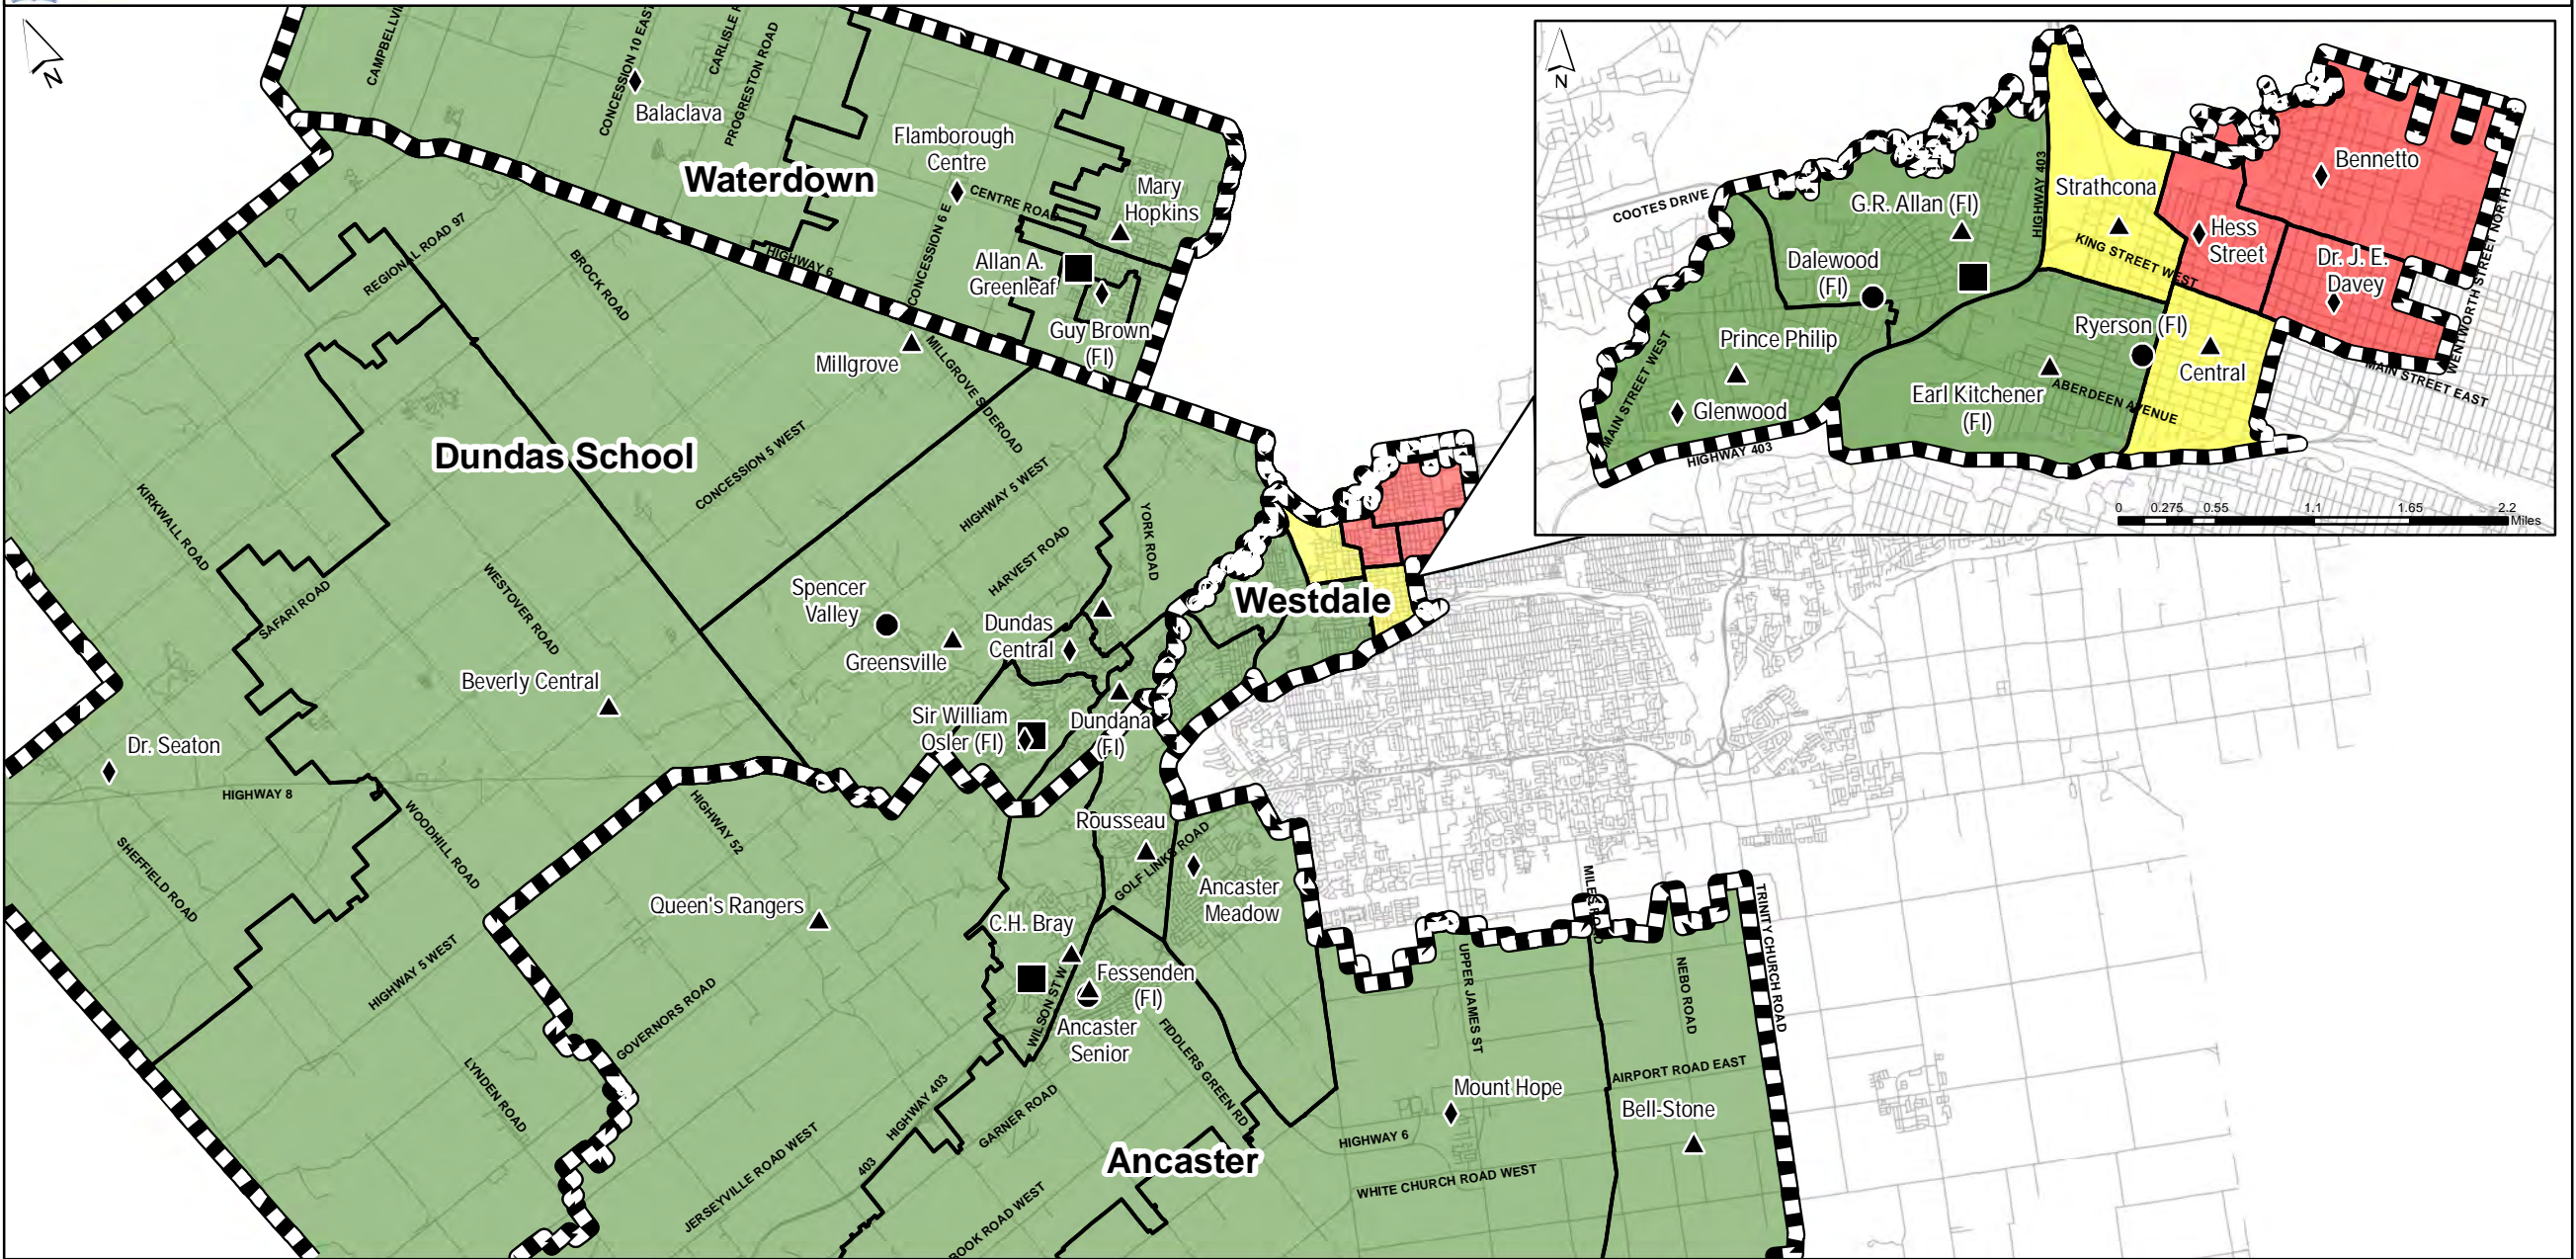 N
CONCESSION 10 EAST
PROGRESTON ROAD
Balaclava
Waterdown
Flamborough
Centre
CENTRE ROAD
CONCESSION 6 E
Mary
Hopkins
Allan A.
Greenleaf
Guy Brown
(FI)
HIGHWAY 6
REGIONAL ROAD 97
BROCK ROAD
Millgrove
MILLGROVE SIDEROAD
Dundas School
CONCESSION 5 WEST
HIGHWAY 5 WEST
HARVEST ROAD
YORK ROAD
KIRKWALL ROAD
SAFARI ROAD
WESTOVER ROAD
Spencer
Valley
Greensville
Dundas
Central
Westdale
Beverly Central
Sir William
Osler (FI)
Dundana
(FI)
Dr. Seaton
HIGHWAY 8
SHEFFIELD ROAD
WOODHILL ROAD
HIGHWAY 52
Rousseau
GOLF LINKS ROAD
Ancaster
Meadow
Queen's Rangers
C.H. Bray
Fessenden
(FI)
WILSON ST W
Ancaster
Senior
HIGHWAY 5 WEST
GOVERNORS ROAD
LYNDEN ROAD
FIDDLERS GREEN RD
HIGHWAY 403
GARNER ROAD
JERSEYVILLE ROAD WEST
403
Ancaster
MILES ROAD
UPPER JAMES ST
NEBO ROAD
TRINITY CHURCH ROAD
AIRPORT ROAD EAST
Mount Hope
Bell-Stone
HIGHWAY 6
WHITE CHURCH ROAD WEST
N
COOTES DRIVE
G.R. Allan (FI)
HIGHWAY 403
Strathcona
KING STREET WEST
Bennetto
Hess
Street
Dr. J. E.
Davey
WENTWORTH STREET NORTH
Dalewood
(FI)
Prince Philip
MAIN STREET WEST
Glenwood
HIGHWAY 403
Ryerson (FI)
Central
Earl Kitchener
(FI)
ABERDEEN AVENUE
MAIN STREET EAST
0 0.275 0.55 1.1 1.65 2.2
Miles